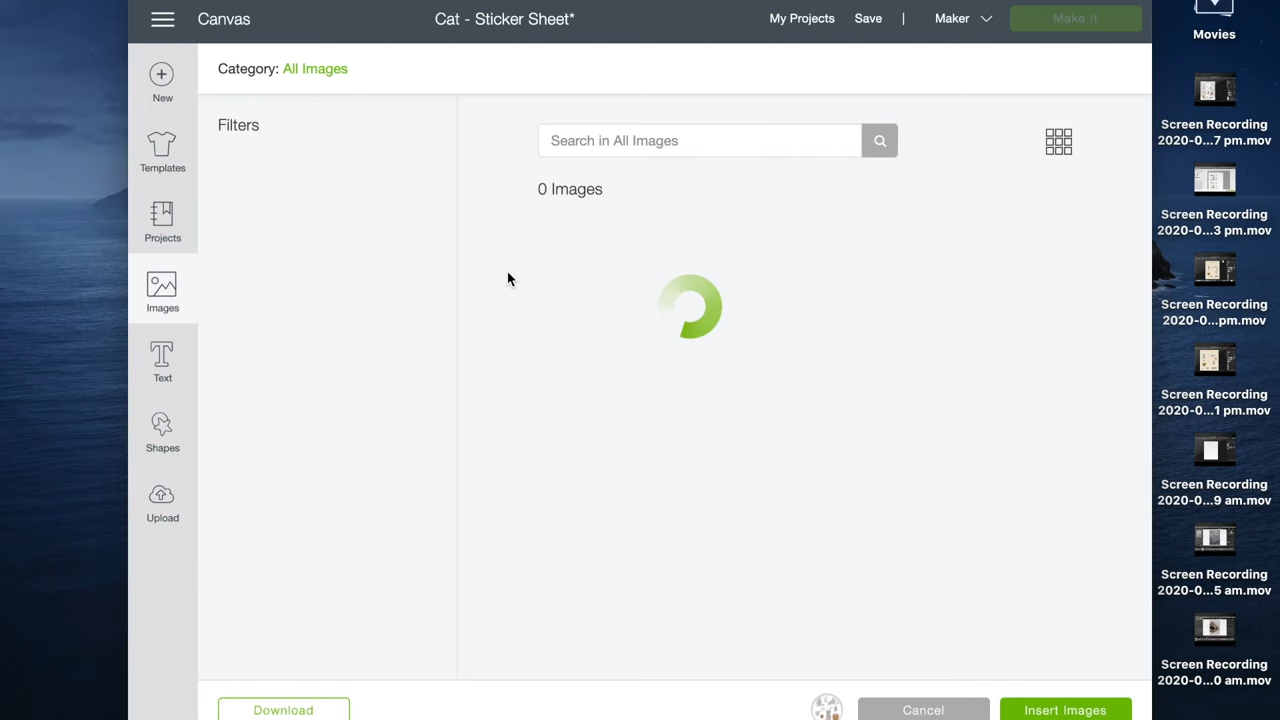 Canvas
Cat - Sticker Sheet*
My Projects
Save
|
Maker
Make It
New
Templates
Projects
Images
Text
Shapes
Upload
Category: All Images
Filters
Search in All Images
0 Images
Download
Cancel
Insert Images
Movies
Screen Recording
2020-0...7 pm.mov
Screen Recording
2020-0...3 pm.mov
Screen Recording
2020-0...pm.mov
Screen Recording
2020-0...1 pm.mov
Screen Recording
2020-0...9 am.mov
Screen Recording
2020-0...5 am.mov
Screen Recording
2020-0...0 am.mov